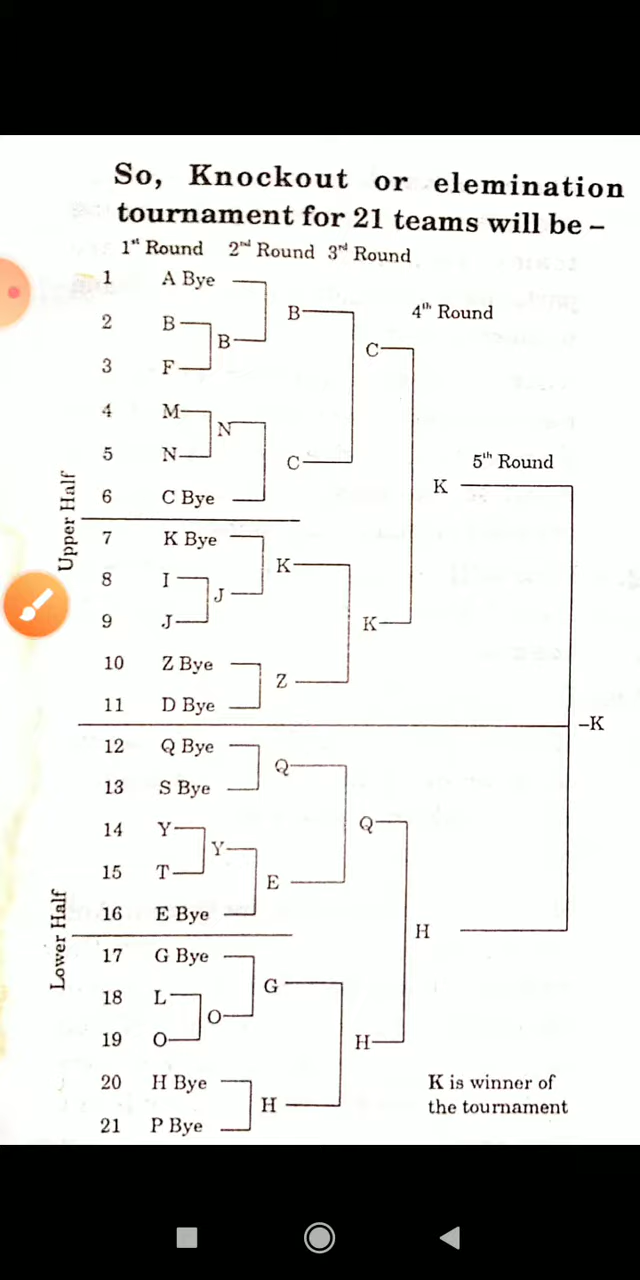 So, Knockout or elemination
tournament for 21 teams will be –
1st Round 2nd Round 3rd Round
1 A Bye
B
4th Round
2 B
B
C
3 F
4 M
N
5 N
C
5th Round
K
6 C Bye
Upper Half
7 K Bye
K
8 I
J
9 J
K
10 Z Bye
Z
11 D Bye
–K
12 Q Bye
Q
13 S Bye
14 Y
Q
Y
15 T
E
16 E Bye
H
Lower Half
17 G Bye
G
18 L
O
19 O
H
20 H Bye
K is winner of
H
the tournament
21 P Bye